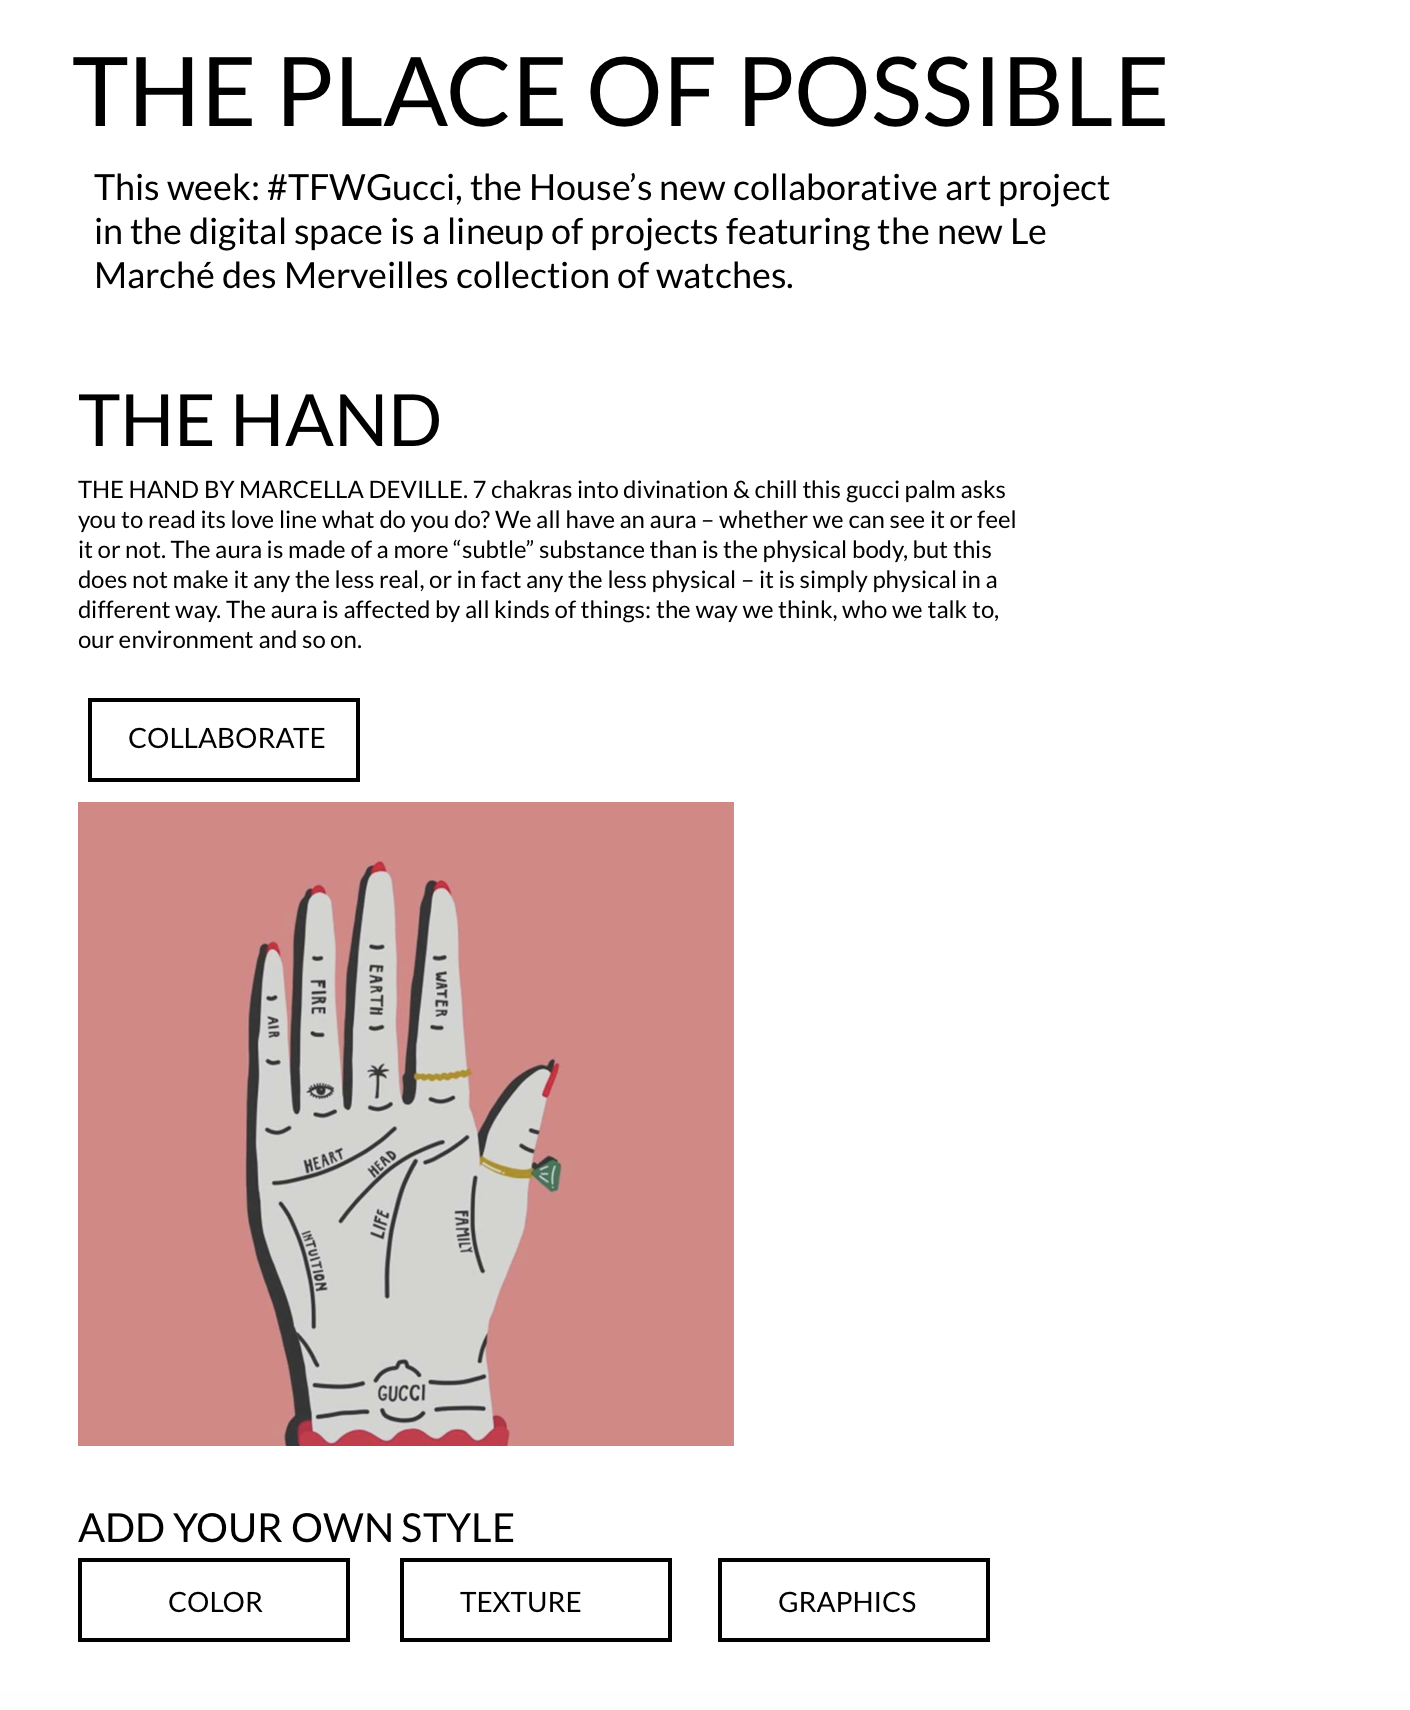 THE PLACE OF POSSIBLE
This week: #TFWGucci, the House’s new collaborative art project
in the digital space is a lineup of projects featuring the new Le
Marché des Merveilles collection of watches.
THE HAND
THE HAND BY MARCELLA DEVILLE. 7 chakras into divination & chill this gucci palm asks
you to read its love line what do you do? We all have an aura – whether we can see it or feel
it or not. The aura is made of a more “subtle” substance than is the physical body, but this
does not make it any the less real, or in fact any the less physical – it is simply physical in a
different way. The aura is affected by all kinds of things: the way we think, who we talk to,
our environment and so on.
COLLABORATE
AIR
FIRE
EARTH
WATER
HEART
HEAD
LIFE
FAMILY
INTUITION
GUCCI
ADD YOUR OWN STYLE
COLOR
TEXTURE
GRAPHICS